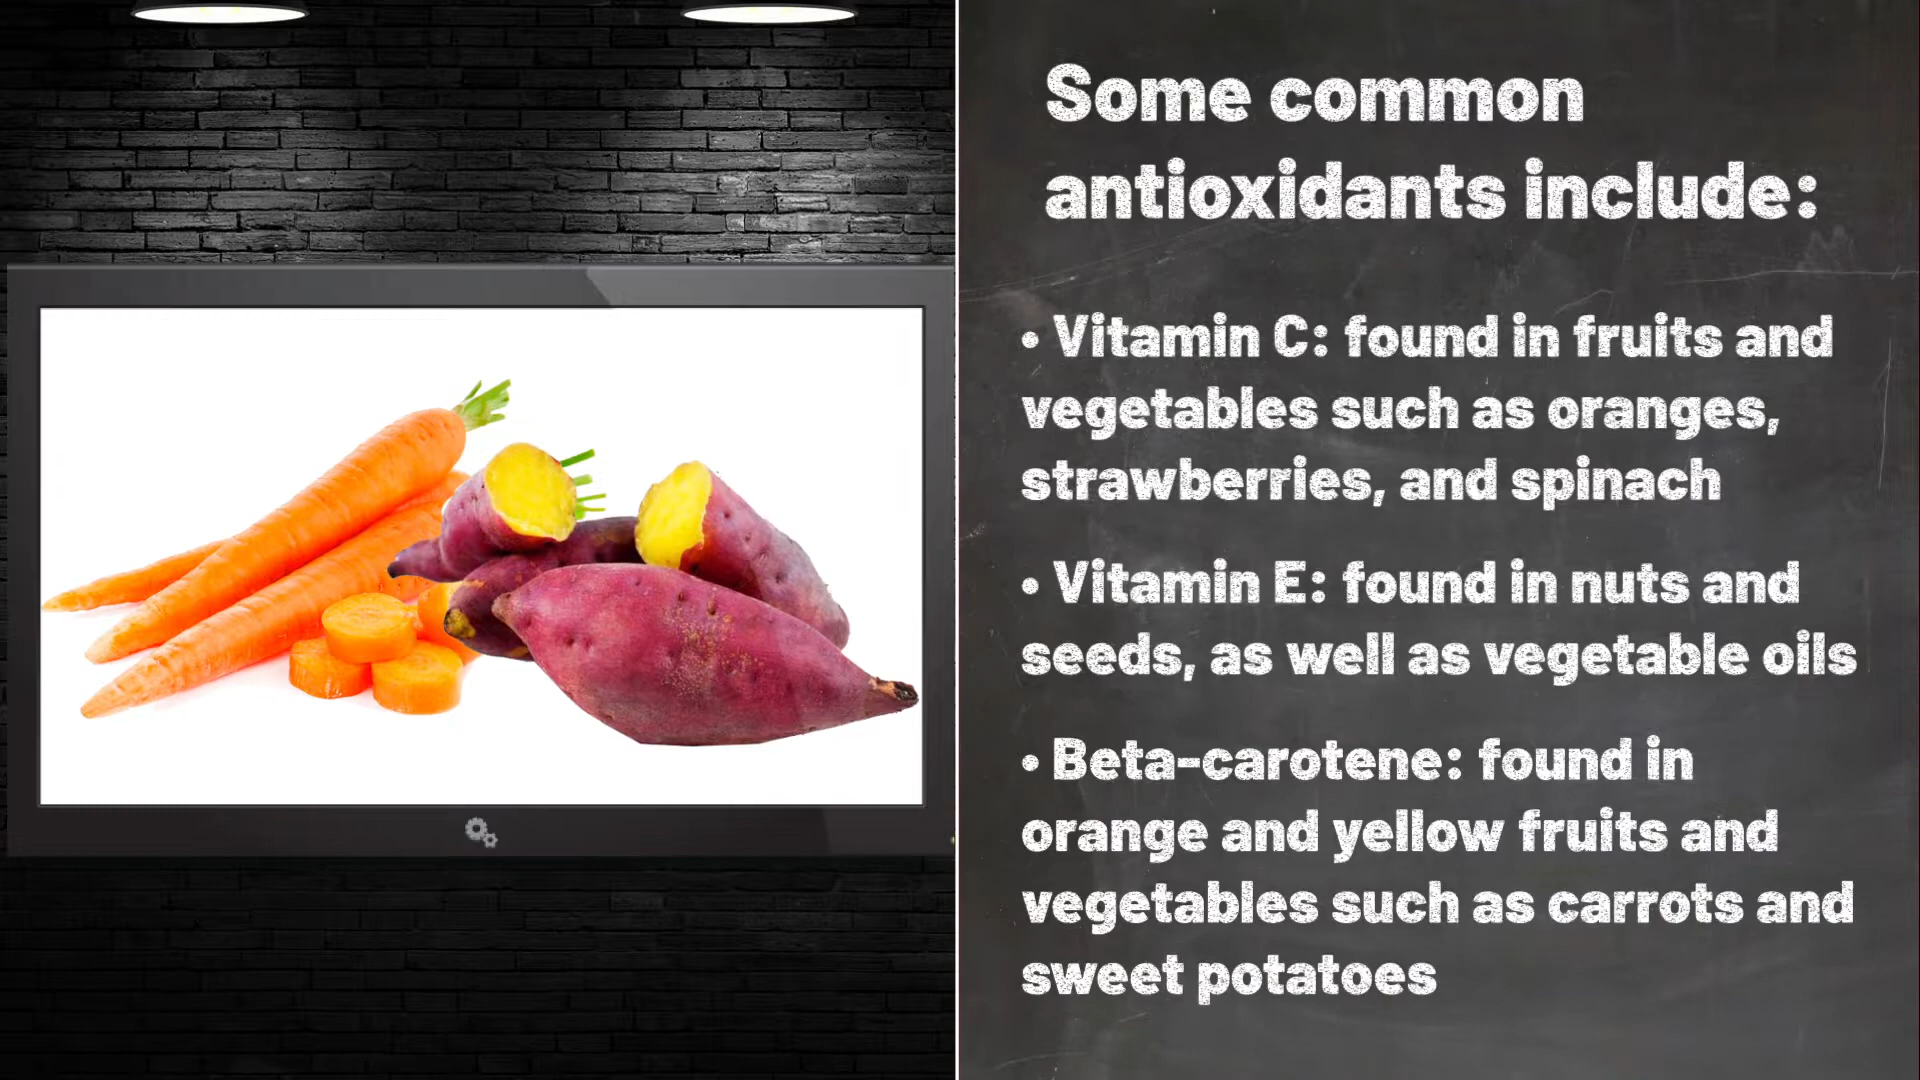 Some common
antioxidants include:
• Vitamin C: found in fruits and
vegetables such as oranges,
strawberries, and spinach
• Vitamin E: found in nuts and
seeds, as well as vegetable oils
• Beta-carotene: found in
orange and yellow fruits and
vegetables such as carrots and
sweet potatoes